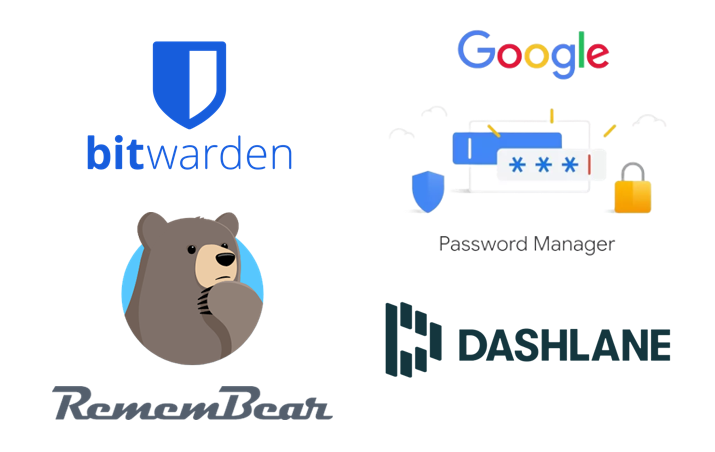 bitwarden
Google
***
Password Manager
RememBear
DASHLANE